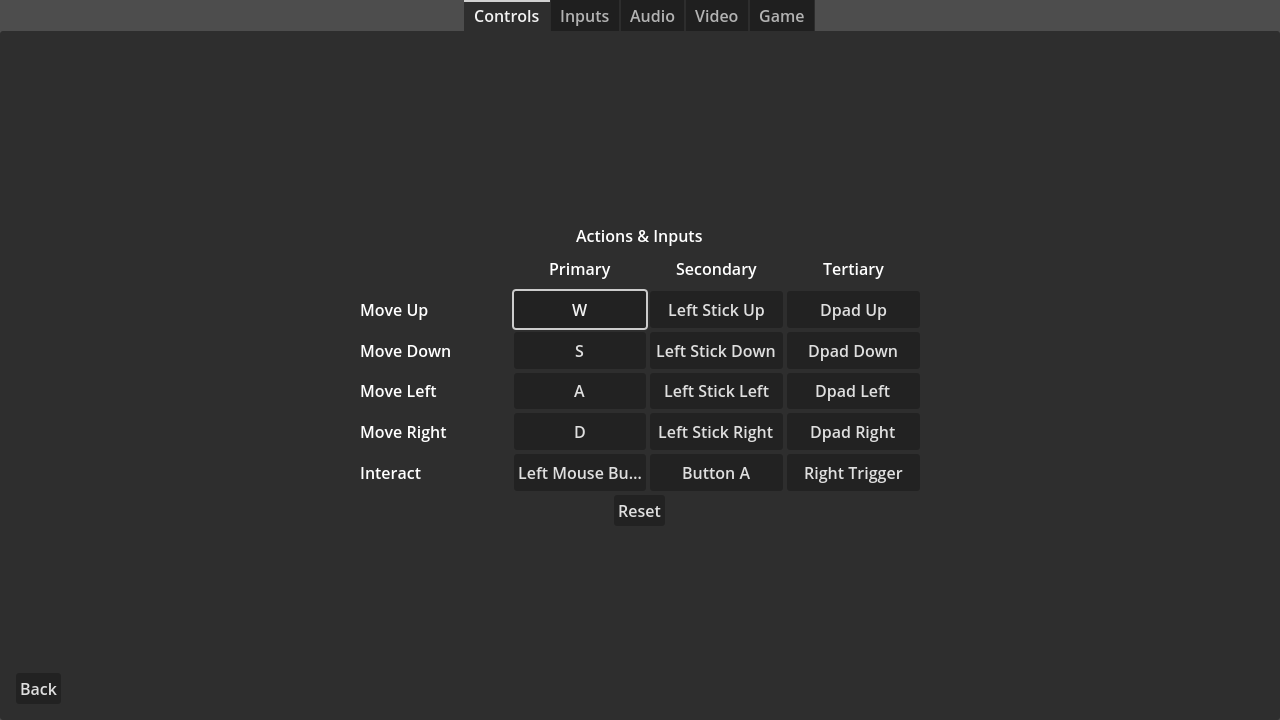 Controls Inputs Audio Video Game
Actions & Inputs
Primary Secondary Tertiary
Move Up W Left Stick Up Dpad Up
Move Down S Left Stick Down Dpad Down
Move Left A Left Stick Left Dpad Left
Move Right D Left Stick Right Dpad Right
Interact Left Mouse Bu... Button A Right Trigger
Reset
Back